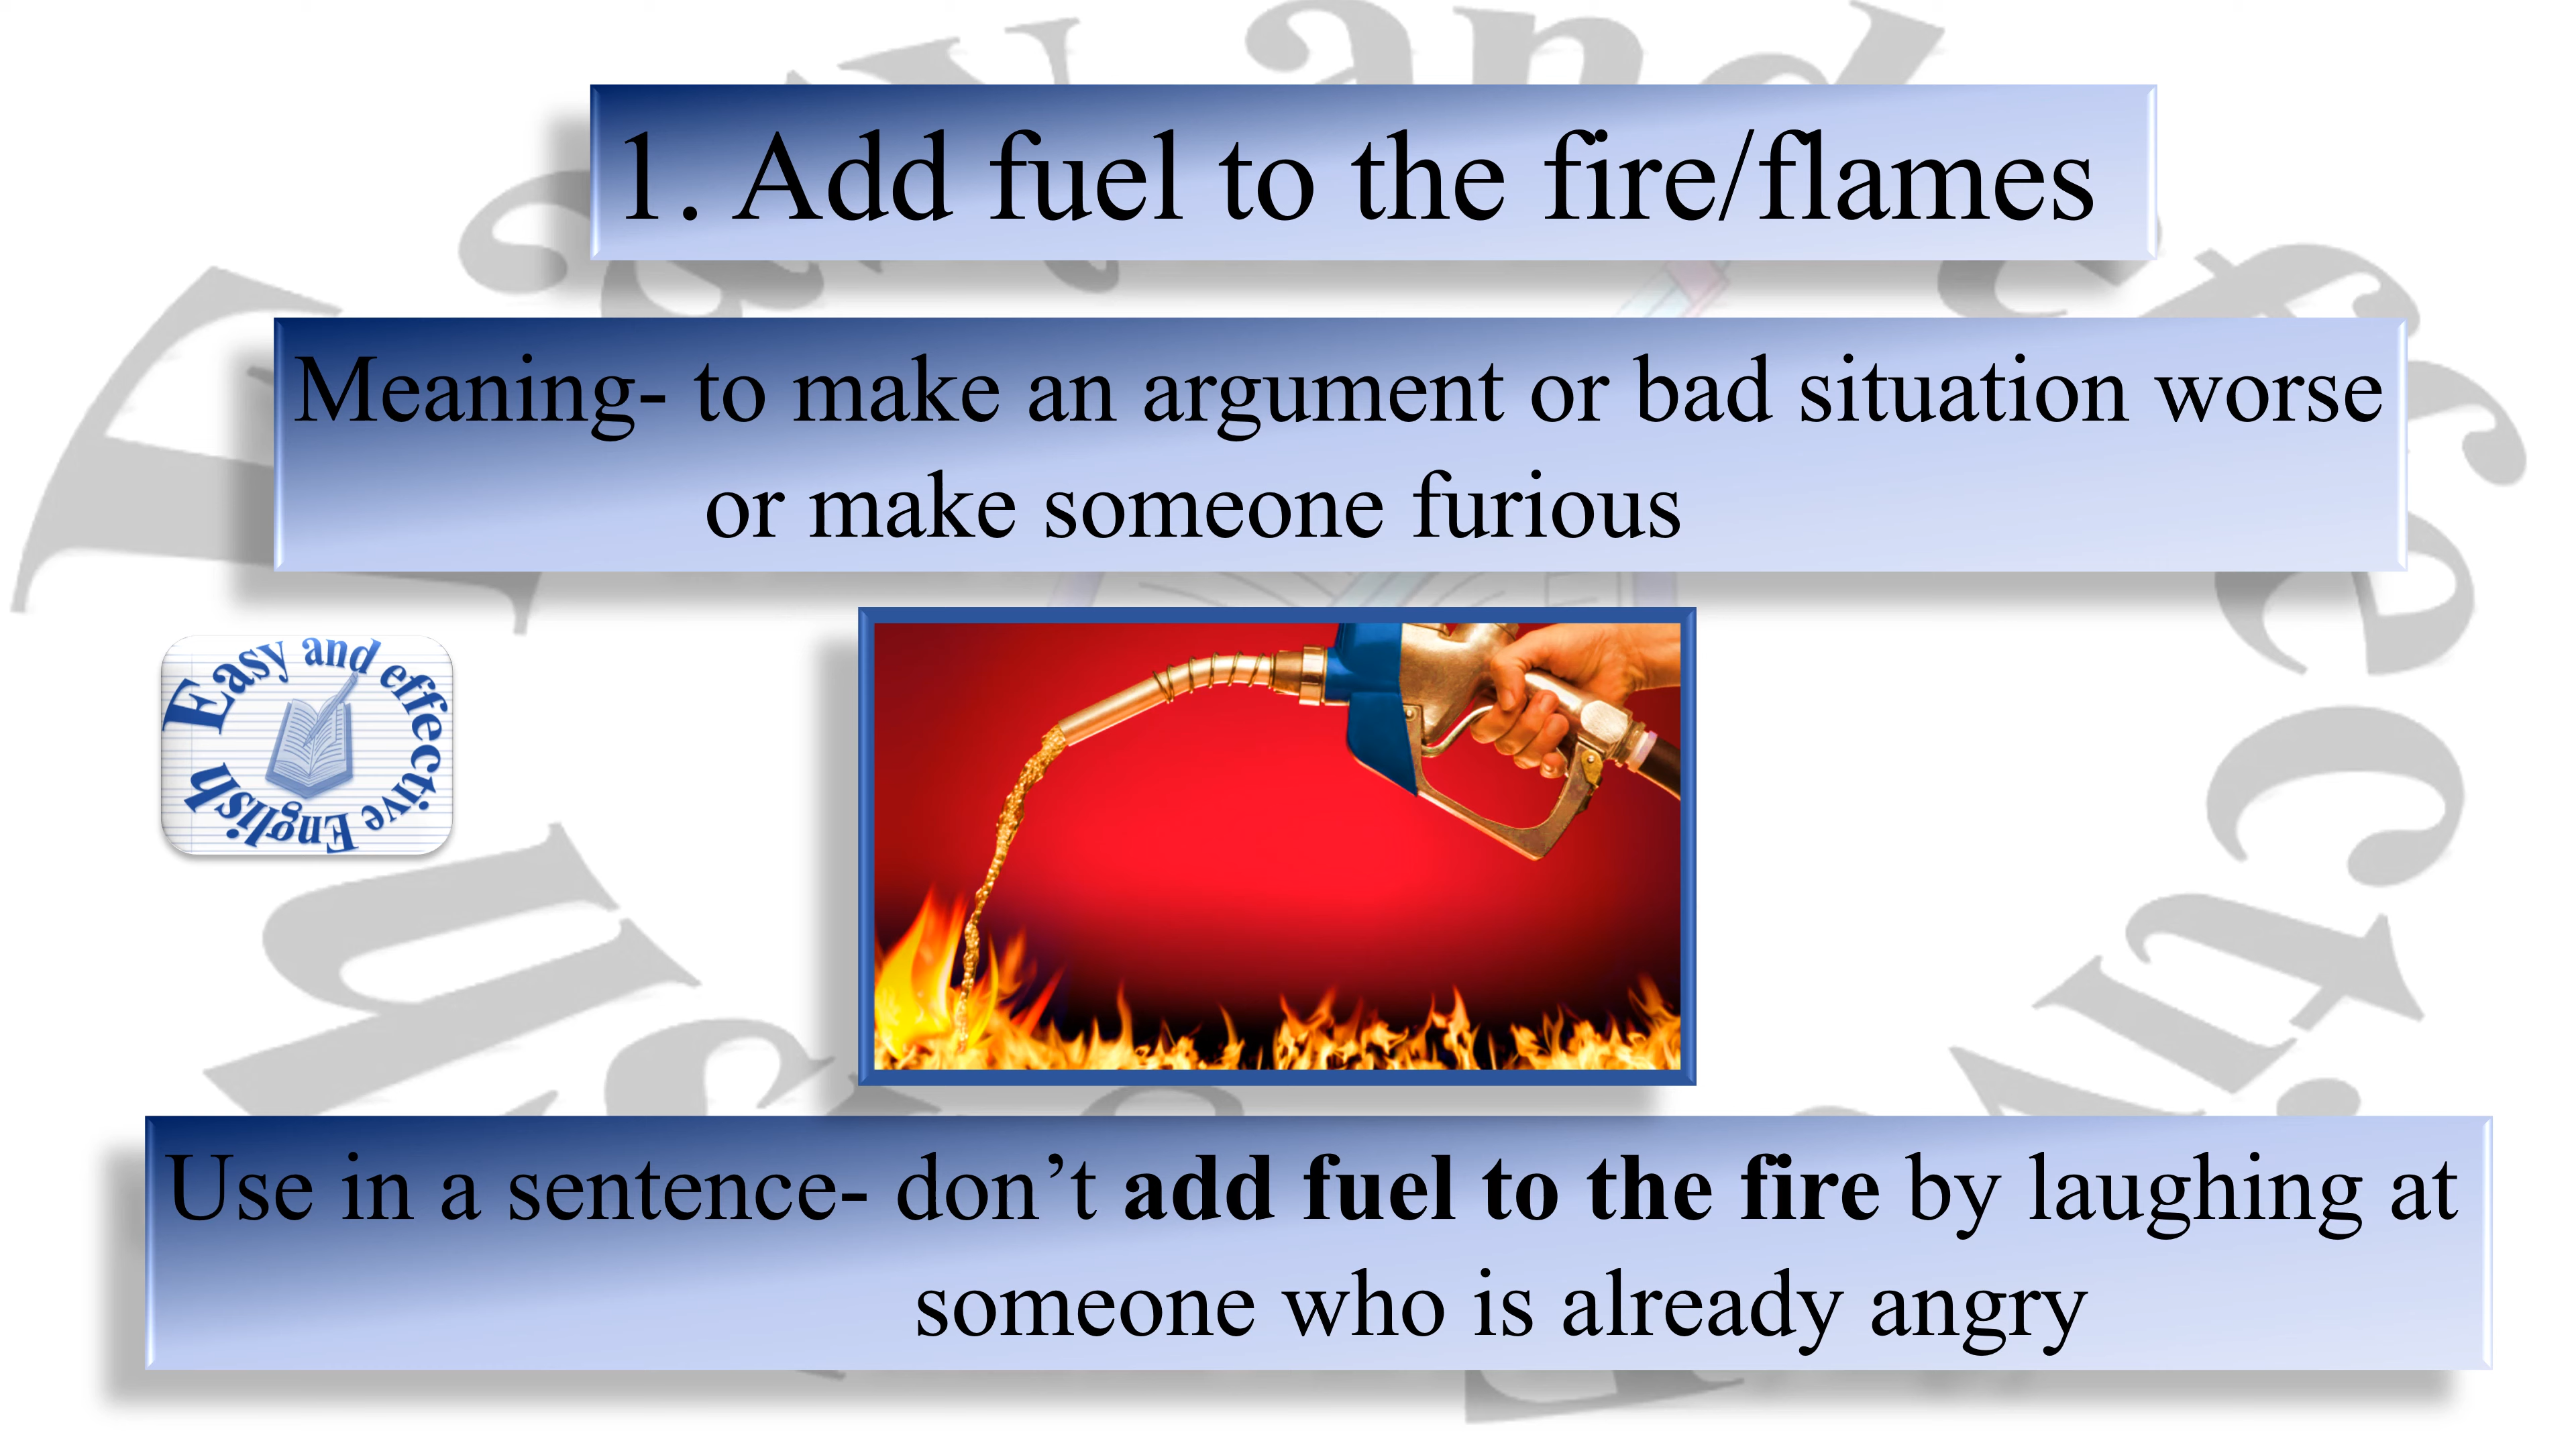 1. Add fuel to the fire/flames
Meaning- to make an argument or bad situation worse
or make someone furious
Easy and effective English
Use in a sentence- don’t add fuel to the fire by laughing at
someone who is already angry